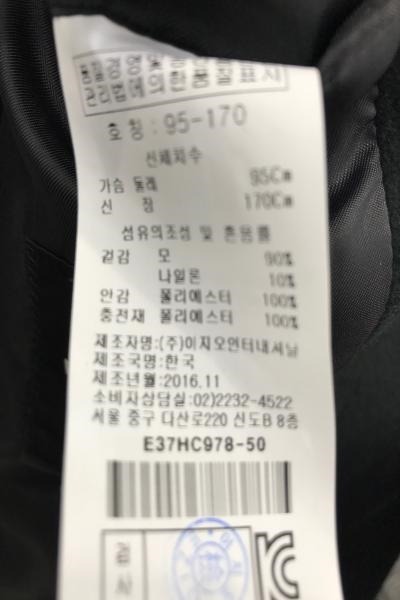 품질경영 및
관리법에의한품질표시
호 칭 : 95-170
신체치수
가슴 둘레 95Cm
신 장 170Cm
섬유의조성 및 혼용률
겉감 모 90%
나일론 10%
안감 폴리에스터 100%
충전재 폴리에스터 100%
제조자명:(주)이지오인터내셔날
제조국명:한국
제조년월:2016.11
소비자상담실:02)2232-4522
서울 중구 다산로220 신도B 8층
E37HC978-50
검사